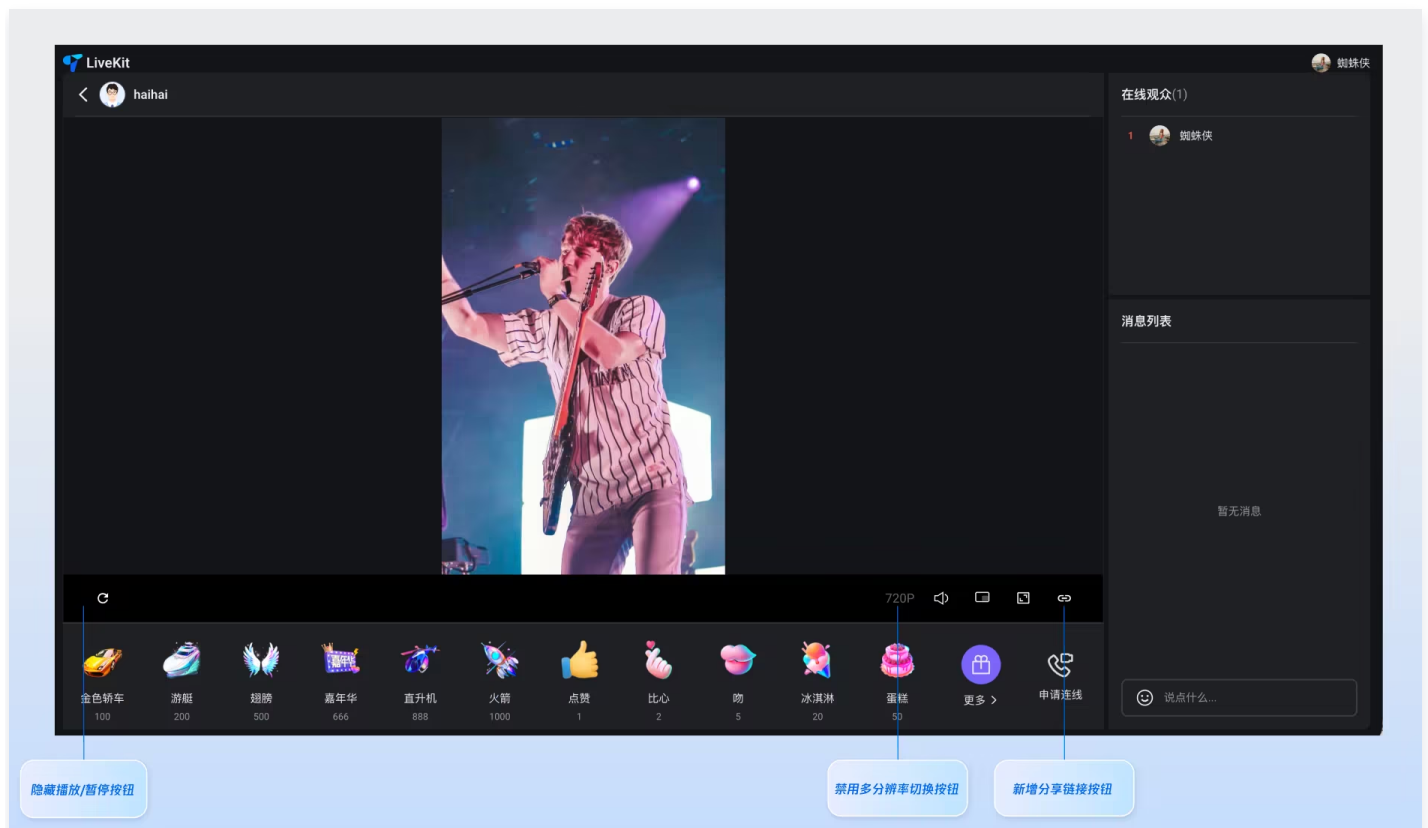 LiveKit
蜘蛛侠
haihai
在线观众(1)
1
蜘蛛侠
消息列表
暂无消息
720P
金色轿车
100
游艇
200
翅膀
500
嘉年华
嘉年华
666
直升机
888
火箭
1000
点赞
1
比心
2
吻
5
冰淇淋
20
蛋糕
50
更多 >
申请连线
说点什么...
隐藏播放/暂停按钮
禁用多分辨率切换按钮
新增分享链接按钮